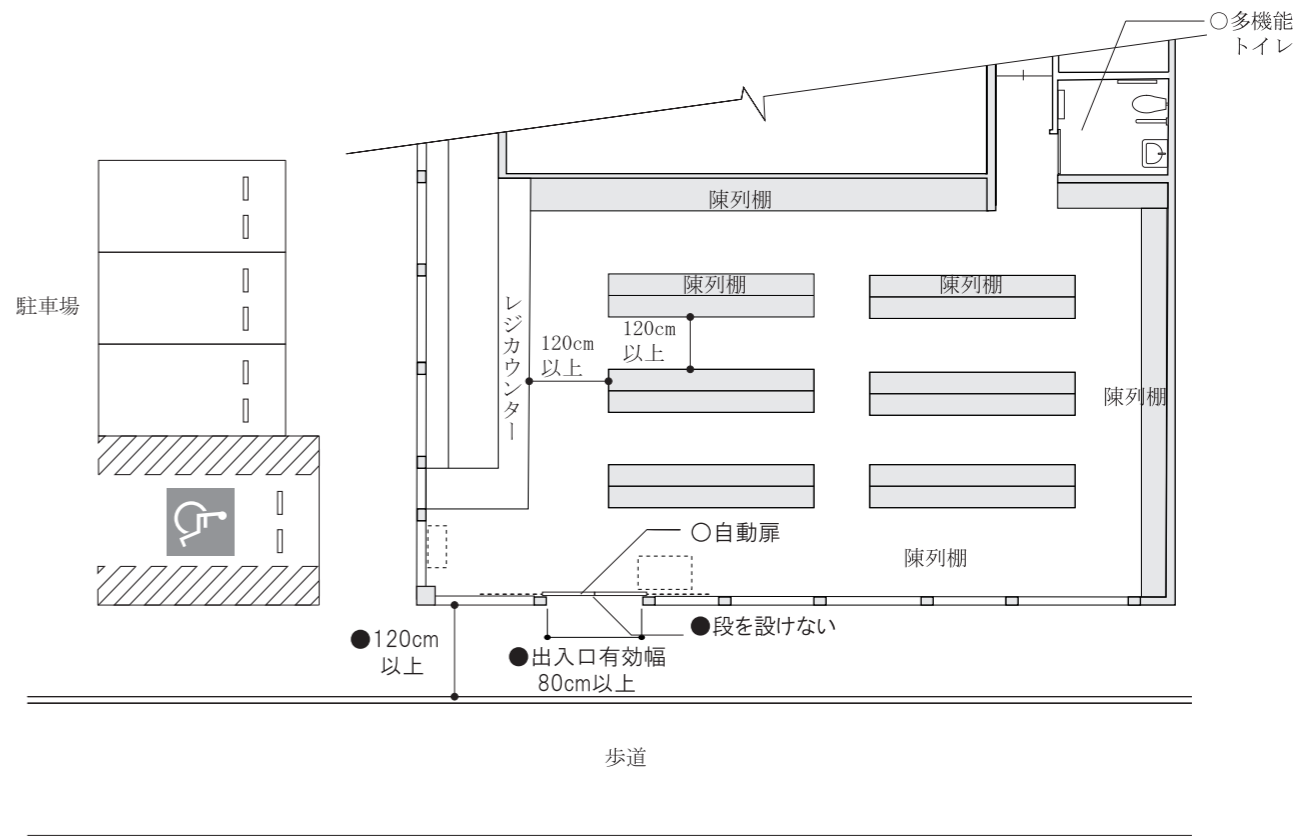 ○多機能
トイレ
陳列棚
陳列棚
陳列棚
駐車場
レジカウンター
120cm
以上
120cm
以上
陳列棚
○自動扉
陳列棚
●段を設けない
●120cm
以上
●出入口有効幅
80cm以上
歩道